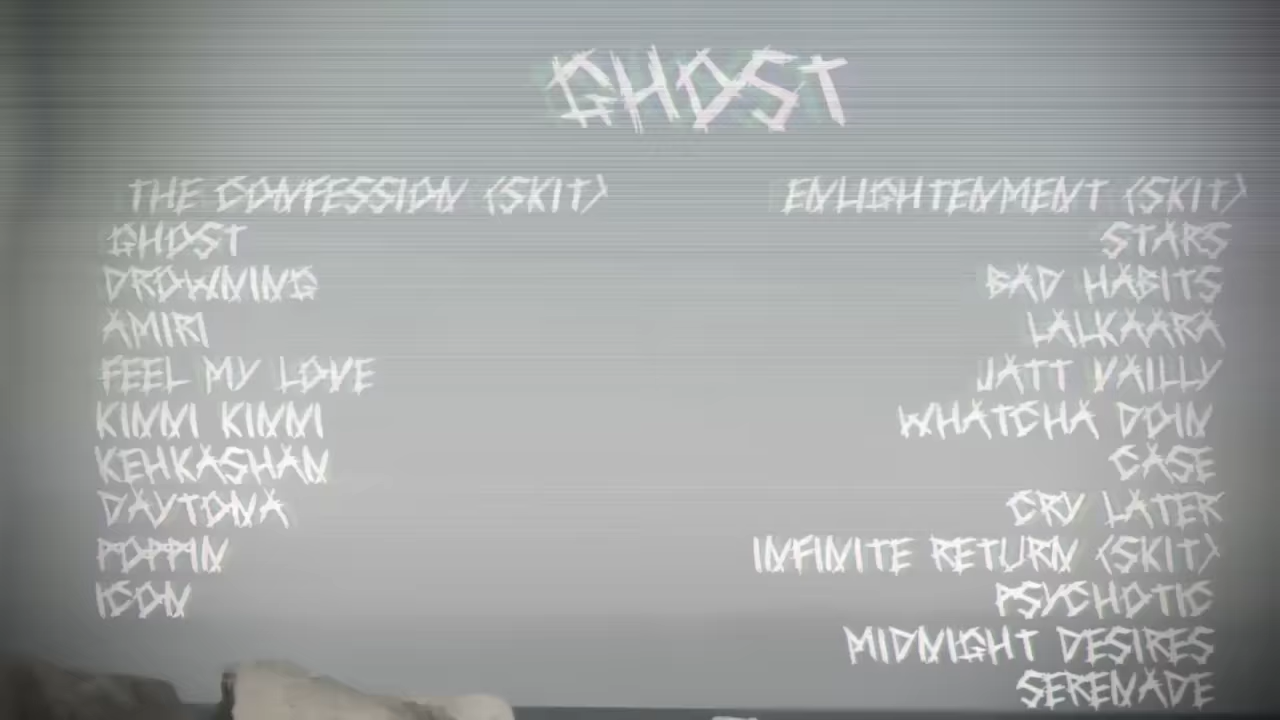 GHOST
THE CONFESSION (SKIT)
GHOST
DROWNING
AMIRI
FEEL MY LOVE
KINNI KINNI
KEHKASHAN
DAYTONA
POPPIN
ICON
ENLIGHTENMENT (SKIT)
STARS
BAD HABITS
LALKAARA
JATT VAILLY
WHATCHA DOIN
CASE
CRY LATER
INFINITE RETURN (SKIT)
PSYCHOTIC
MIDNIGHT DESIRES
SERENADE